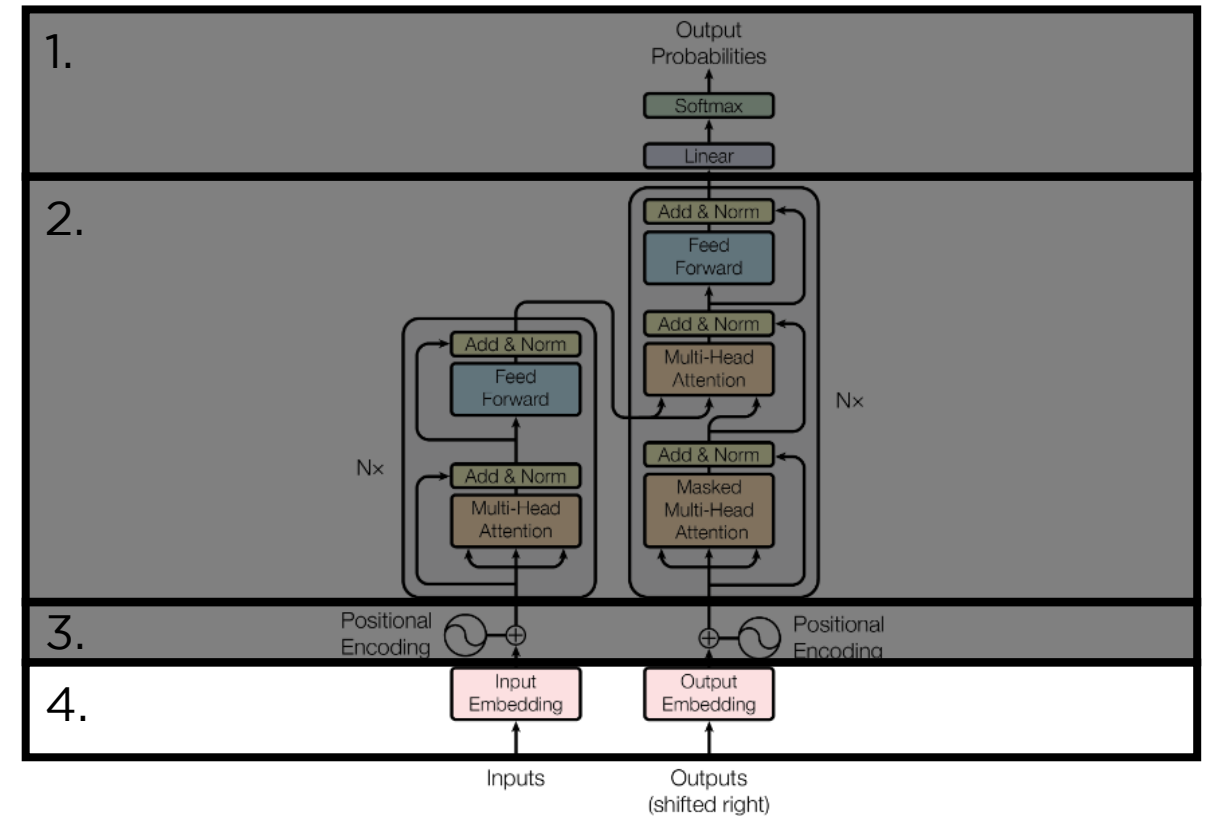 1.
Output
Probabilities
Softmax
Linear
2.
Add & Norm
Feed
Forward
Add & Norm
Multi-Head
Attention
Nx
Add & Norm
Masked
Multi-Head
Attention
Add & Norm
Feed
Forward
Nx
Add & Norm
Multi-Head
Attention
3.
Positional
Encoding
Positional
Encoding
4.
Input
Embedding
Output
Embedding
Inputs
Outputs
(shifted right)